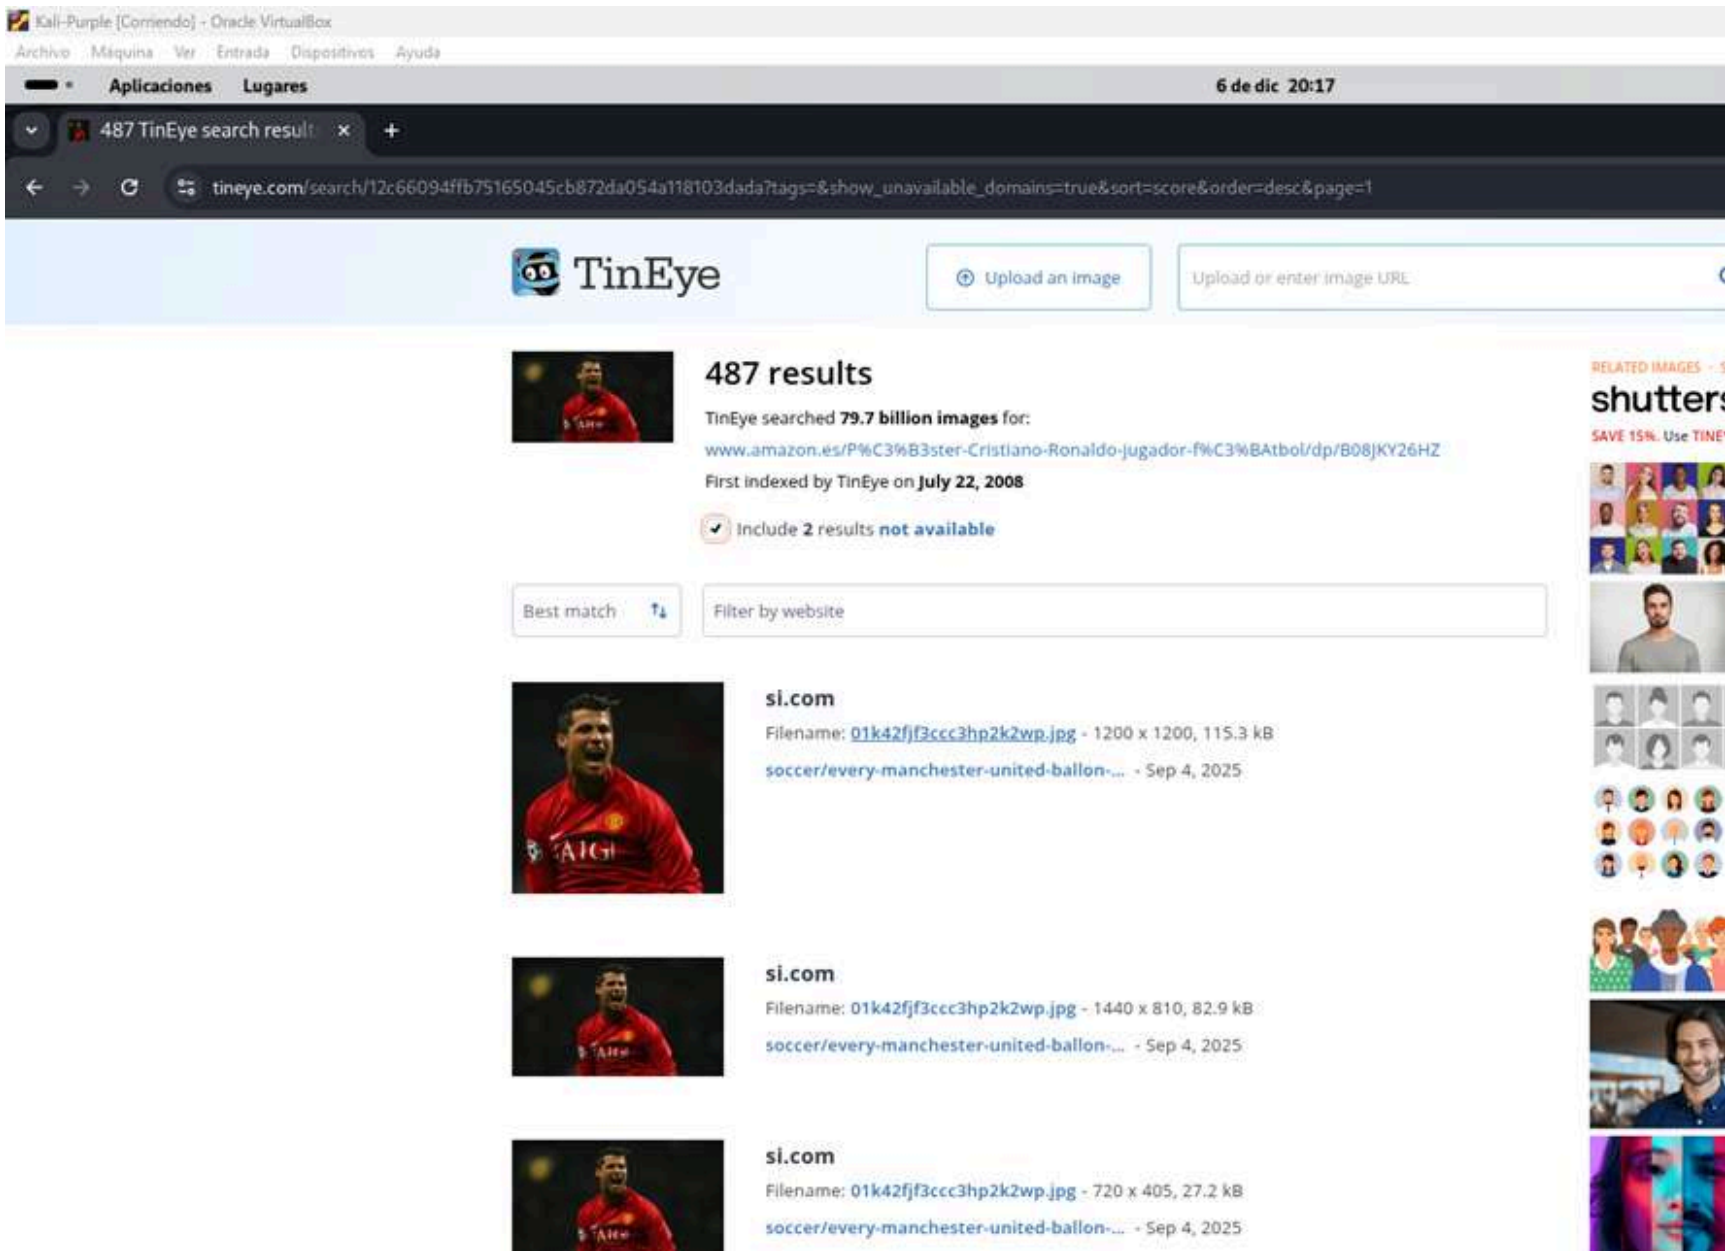 Kali-Purple [Corriendo] - Oracle VirtualBox
Archivo Máquina Ver Entrada Dispositivos Ayuda
Aplicaciones Lugares 6 de dic 20:17
487 TinEye search result
tineye.com/search/12c66094ffb75165045cb872da054a118103dada?tags=&show_unavailable_domains=true&sort=score&order=desc&page=1
TinEye Upload an image Upload or enter image URL
487 results
TinEye searched 79.7 billion images for:
www.amazon.es/P%C3%B3ster-Cristiano-Ronaldo-jugador-f%C3%BAtbol/dp/B08JKY26HZ
First indexed by TinEye on July 22, 2008
Include 2 results not available
RELATED IMAGES - S
shutters
SAVE 15%. Use TINEY
Best match Filter by website
si.com
Filename: 01k42fjf3ccc3hp2k2wp.jpg - 1200 x 1200, 115.3 kB
soccer/every-manchester-united-ballon-... - Sep 4, 2025
AIG
si.com
Filename: 01k42fjf3ccc3hp2k2wp.jpg - 1440 x 810, 82.9 kB
soccer/every-manchester-united-ballon-... - Sep 4, 2025
si.com
Filename: 01k42fjf3ccc3hp2k2wp.jpg - 720 x 405, 27.2 kB
soccer/every-manchester-united-ballon-... - Sep 4, 2025